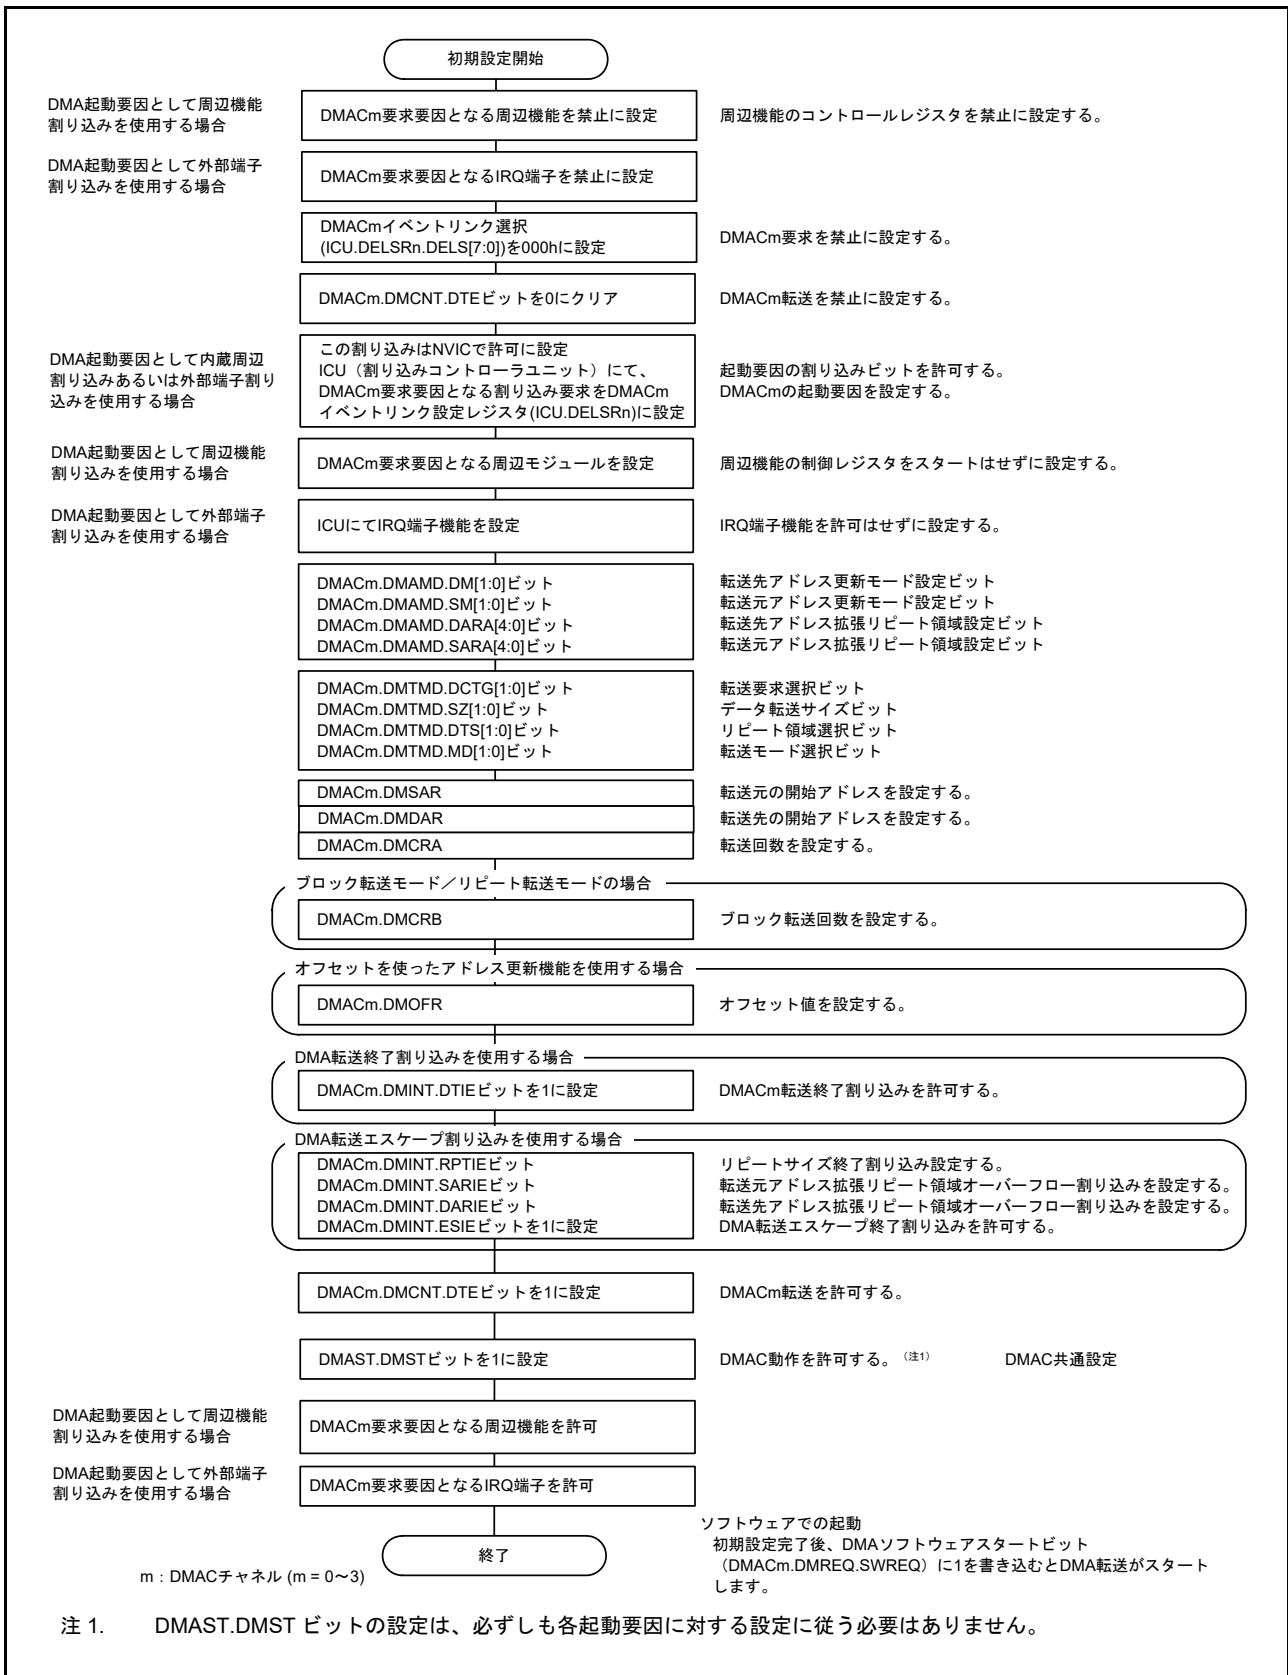 初期設定開始
DMA起動要因として周辺機能
割り込みを使用する場合
DMACm要求要因となる周辺機能を禁止に設定
周辺機能のコントロールレジスタを禁止に設定する。
DMA起動要因として外部端子
割り込みを使用する場合
DMACm要求要因となるIRQ端子を禁止に設定
DMACmイベントリンク選択
(ICU.DELSRn.DELS[7:0])を000hに設定
DMACm要求を禁止に設定する。
DMACm.DMCNT.DTEビットを0にクリア
DMACm転送を禁止に設定する。
DMA起動要因として内蔵周辺
割り込みあるいは外部端子割り
込みを使用する場合
この割り込みはNVICで許可に設定
ICU（割り込みコントローラユニット）にて、
DMACm要求要因となる割り込み要求をDMACm
イベントリンク設定レジスタ(ICU.DELSRn)に設定
起動要因の割り込みビットを許可する。
DMACmの起動要因を設定する。
DMA起動要因として周辺機能
割り込みを使用する場合
DMACm要求要因となる周辺モジュールを設定
周辺機能の制御レジスタをスタートはせずに設定する。
DMA起動要因として外部端子
割り込みを使用する場合
ICUにてIRQ端子機能を設定
IRQ端子機能を許可はせずに設定する。
DMACm.DMAMD.DM[1:0]ビット
転送先アドレス更新モード設定ビット
DMACm.DMAMD.SM[1:0]ビット
転送元アドレス更新モード設定ビット
DMACm.DMAMD.DARA[4:0]ビット
転送先アドレス拡張リピート領域設定ビット
DMACm.DMAMD.SARA[4:0]ビット
転送元アドレス拡張リピート領域設定ビット
DMACm.DMTMD.DCTG[1:0]ビット
転送要求選択ビット
DMACm.DMTMD.SZ[1:0]ビット
データ転送サイズビット
DMACm.DMTMD.DTS[1:0]ビット
リピート領域選択ビット
DMACm.DMTMD.MD[1:0]ビット
転送モード選択ビット
DMACm.DMSAR
転送元の開始アドレスを設定する。
DMACm.DMDAR
転送先の開始アドレスを設定する。
DMACm.DMCRA
転送回数を設定する。
ブロック転送モード／リピート転送モードの場合
DMACm.DMCRB
ブロック転送回数を設定する。
オフセットを使ったアドレス更新機能を使用する場合
DMACm.DMOFR
オフセット値を設定する。
DMA転送終了割り込みを使用する場合
DMACm.DMINT.DTIEビットを1に設定
DMACm転送終了割り込みを許可する。
DMA転送エスケープ割り込みを使用する場合
DMACm.DMINT.RPTIEビット
リピートサイズ終了割り込み設定する。
DMACm.DMINT.SARIEビット
転送元アドレス拡張リピート領域オーバーフロー割り込みを設定する。
DMACm.DMINT.DARIEビット
転送先アドレス拡張リピート領域オーバーフロー割り込みを設定する。
DMACm.DMINT.ESIEビットを1に設定
DMA転送エスケープ終了割り込みを許可する。
DMACm.DMCNT.DTEビットを1に設定
DMACm転送を許可する。
DMAST.DMSTビットを1に設定
DMAC動作を許可する。（注1） DMAC共通設定
DMA起動要因として周辺機能
割り込みを使用する場合
DMACm要求要因となる周辺機能を許可
DMA起動要因として外部端子
割り込みを使用する場合
DMACm要求要因となるIRQ端子を許可
終了
ソフトウェアでの起動
初期設定完了後、DMAソフトウェアスタートビット
（DMACm.DMREQ.SWREQ）に1を書き込むとDMA転送がスタート
します。
m：DMACチャネル (m = 0～3)
注 1. DMAST.DMST ビットの設定は、必ずしも各起動要因に対する設定に従う必要はありません。